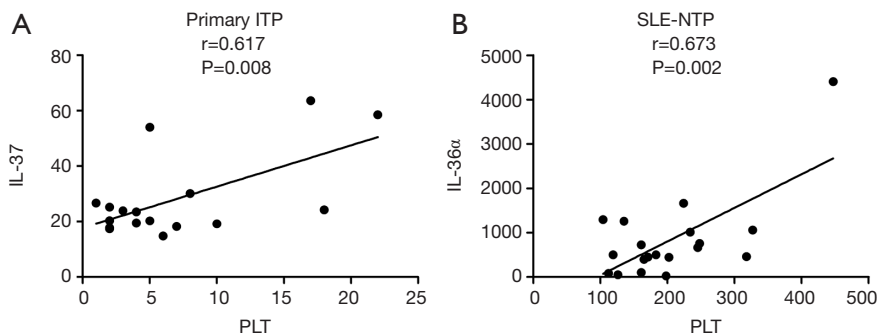 A
Primary ITP
r=0.617
P=0.008
80
60
40
20
0
IL-37
0 5 10 15 20 25
PLT
B
SLE-NTP
r=0.673
P=0.002
5000
4000
3000
2000
1000
0
IL-36α
0 100 200 300 400 500
PLT